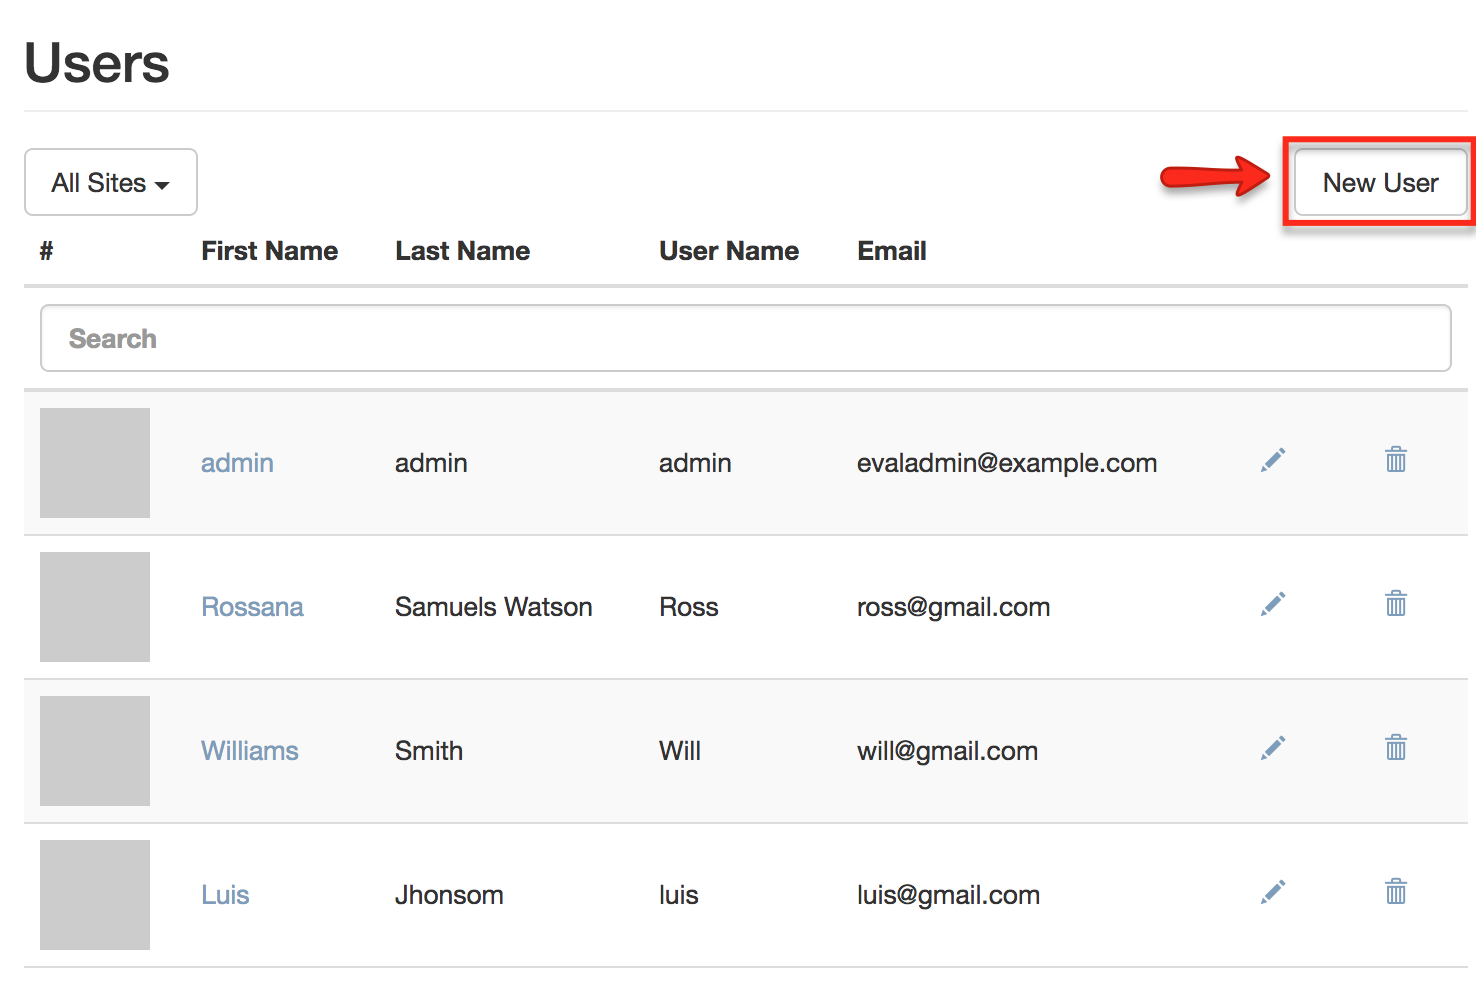 Users
All Sites
New User
# First Name Last Name User Name Email
Search
admin admin admin evaladmin@example.com
Rossana Samuels Watson Ross ross@gmail.com
Williams Smith Will will@gmail.com
Luis Jhonsom luis luis@gmail.com